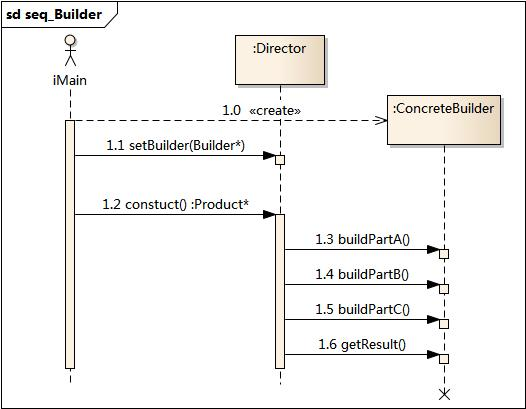 sd seq_Builder
iMain
:Director
:ConcreteBuilder
1.0 «create»
1.1 setBuilder(Builder*)
1.2 constuct() :Product*
1.3 buildPartA()
1.4 buildPartB()
1.5 buildPartC()
1.6 getResult()